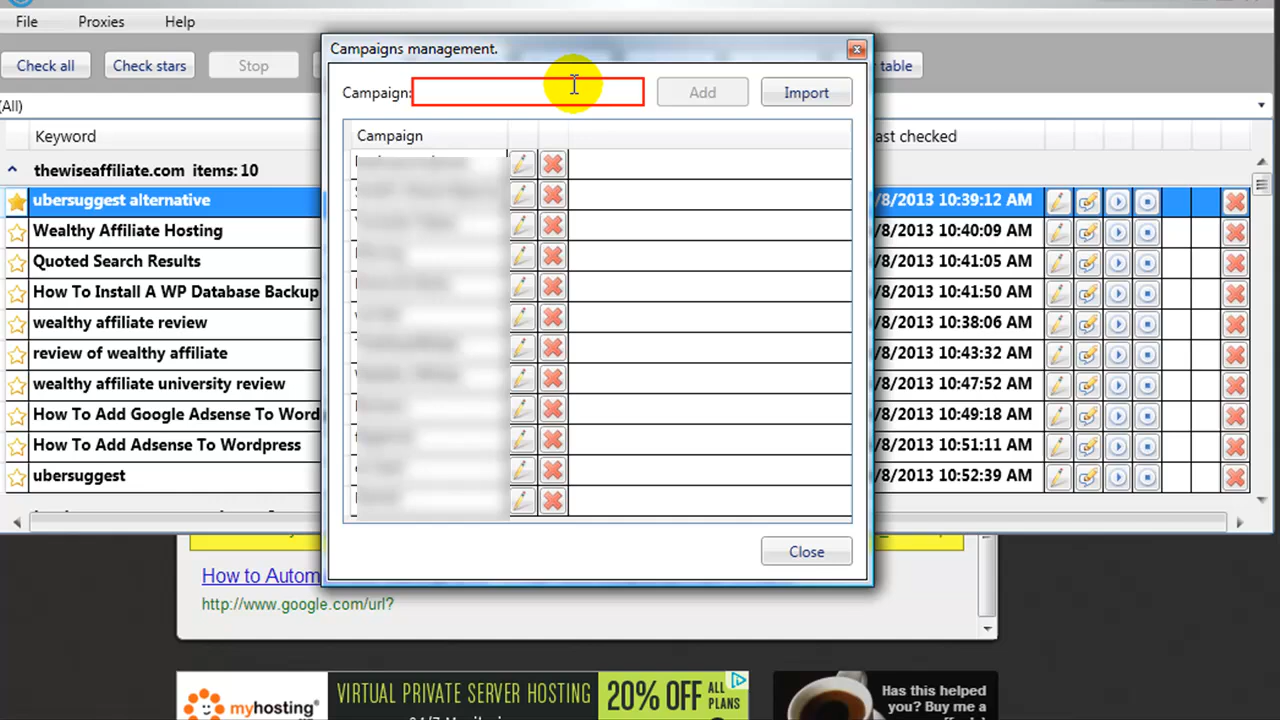 File Proxies Help
Campaigns management.
Check all Check stars Stop table
Campaign: Add Import
(All)
Keyword Campaign ast checked
thewiseaffiliate.com items: 10
ubersuggest alternative /8/2013 10:39:12 AM
Wealthy Affiliate Hosting /8/2013 10:40:09 AM
Quoted Search Results /8/2013 10:41:05 AM
How To Install A WP Database Backup /8/2013 10:41:50 AM
wealthy affiliate review /8/2013 10:38:06 AM
review of wealthy affiliate /8/2013 10:43:32 AM
wealthy affiliate university review /8/2013 10:47:52 AM
How To Add Google Adsense To Word /8/2013 10:49:18 AM
How To Add Adsense To Wordpress /8/2013 10:51:11 AM
ubersuggest /8/2013 10:52:39 AM
Close
How to Autom
http://www.google.com/url?
myhosting VIRTUAL PRIVATE SERVER HOSTING 20% OFF ALL PLANS
Has this helped
you? Buy me a